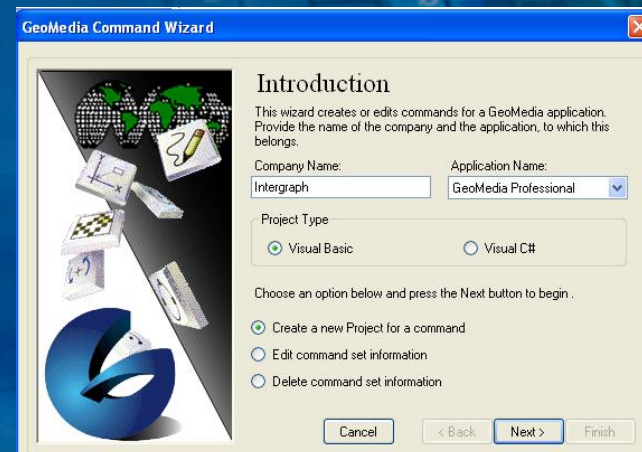 GeoMedia Command Wizard
Introduction
This wizard creates or edits commands for a GeoMedia application.
Provide the name of the company and the application, to which this
belongs.
Company Name:
Application Name:
Intergraph
GeoMedia Professional
Project Type
Visual Basic
Visual C#
Choose an option below and press the Next button to begin .
Create a new Project for a command
Edit command set information
Delete command set information
Cancel
< Back
Next >
Finish